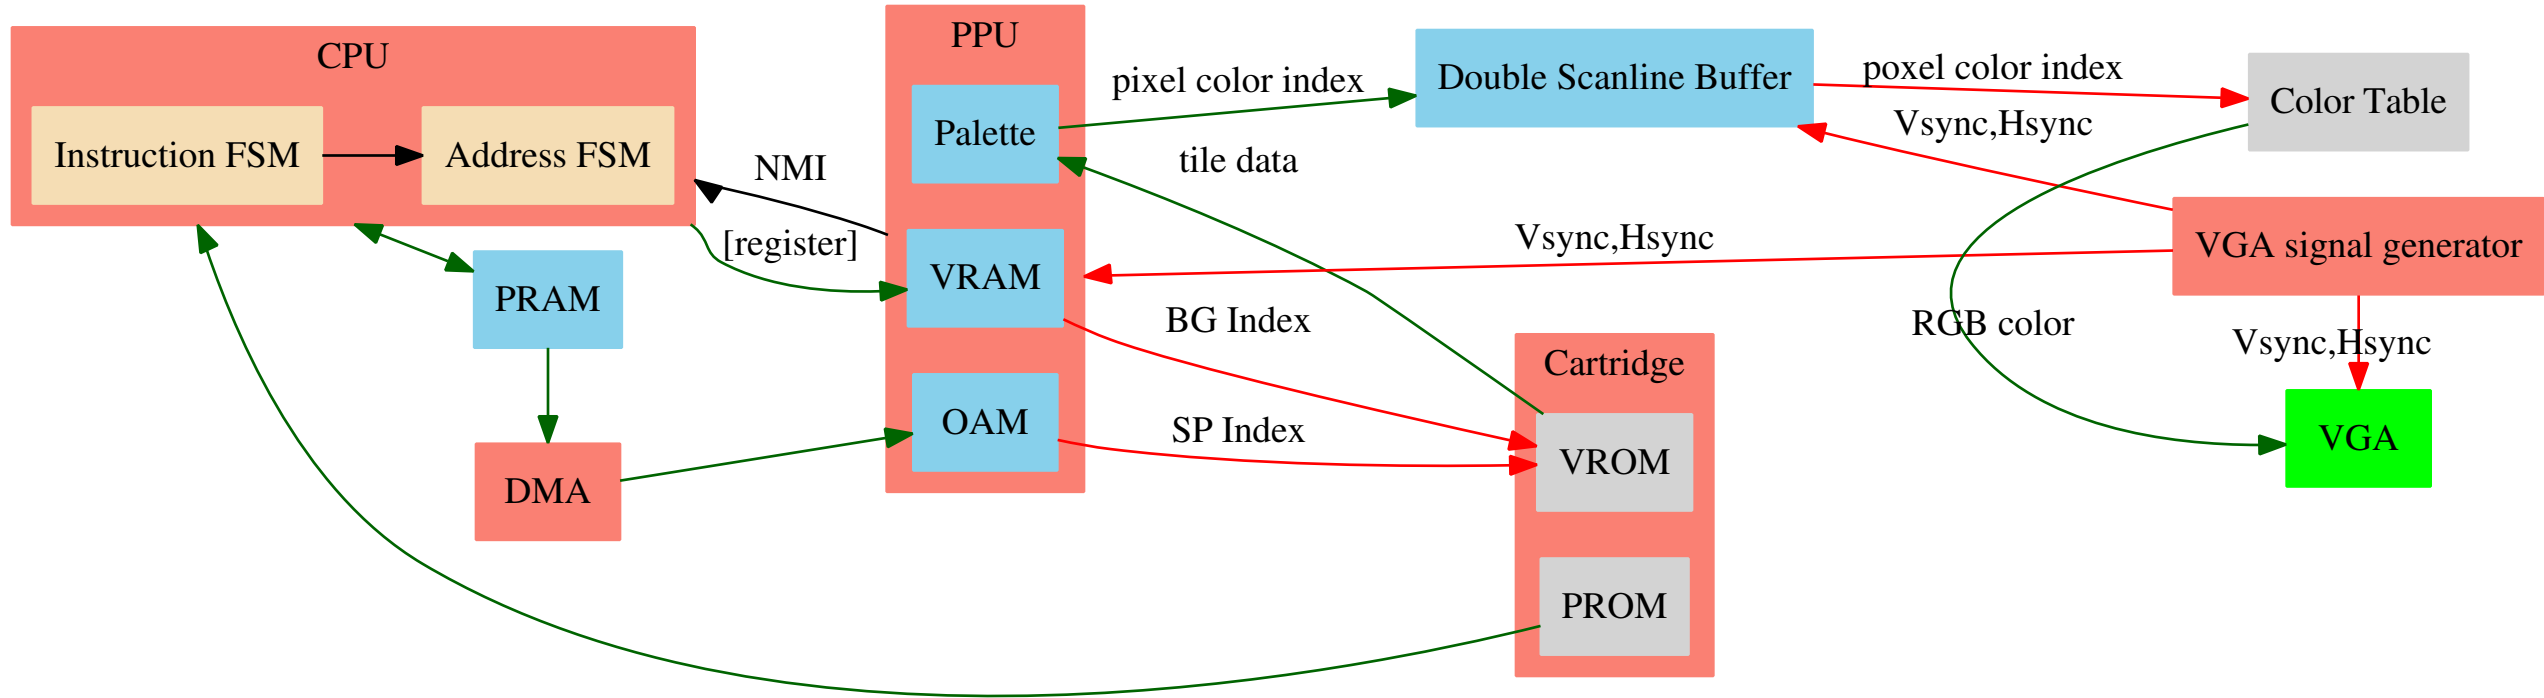 CPU
Instruction FSM
Address FSM
NMI
[register]
PRAM
DMA
PPU
Palette
VRAM
OAM
pixel color index
tile data
BG Index
SP Index
Double Scanline Buffer
Vsync,Hsync
Cartridge
VROM
PROM
poxel color index
Vsync,Hsync
RGB color
Color Table
VGA signal generator
Vsync,Hsync
VGA